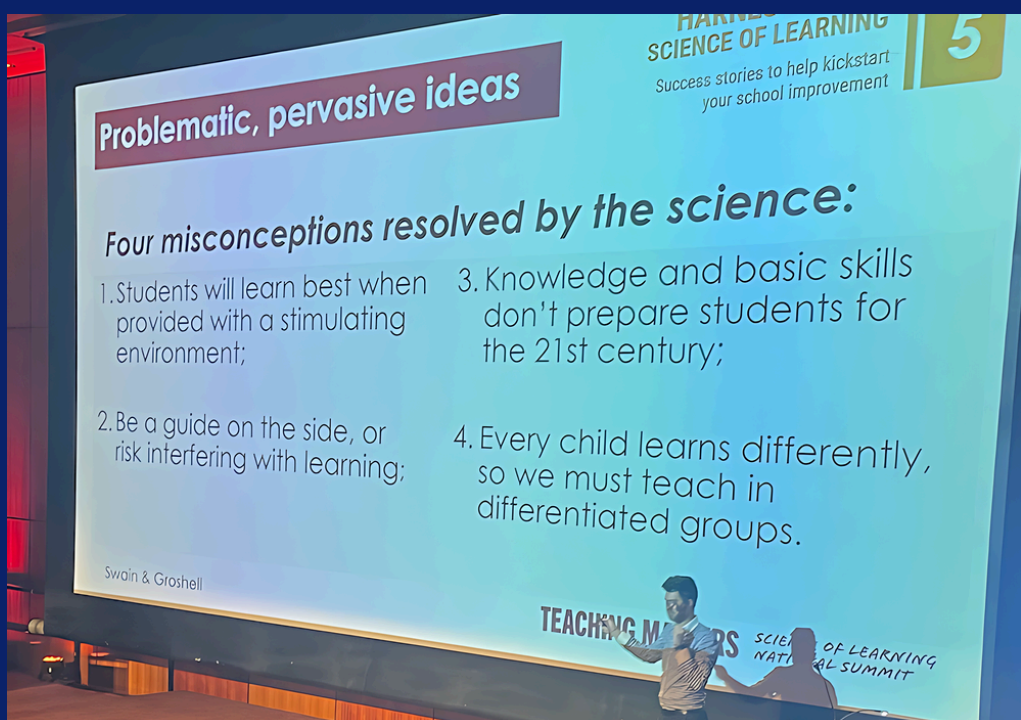 SCIENCE OF LEARNING
5
Success stories to help kickstart
your school improvement
Problematic, pervasive ideas
Four misconceptions resolved by the science:
1. Students will learn best when
provided with a stimulating
environment;
2. Be a guide on the side, or
risk interfering with learning;
3. Knowledge and basic skills
don't prepare students for
the 21st century;
4. Every child learns differently,
so we must teach in
differentiated groups.
Swain & Groshell
TEACHING
OF LEARNING
SUMMIT